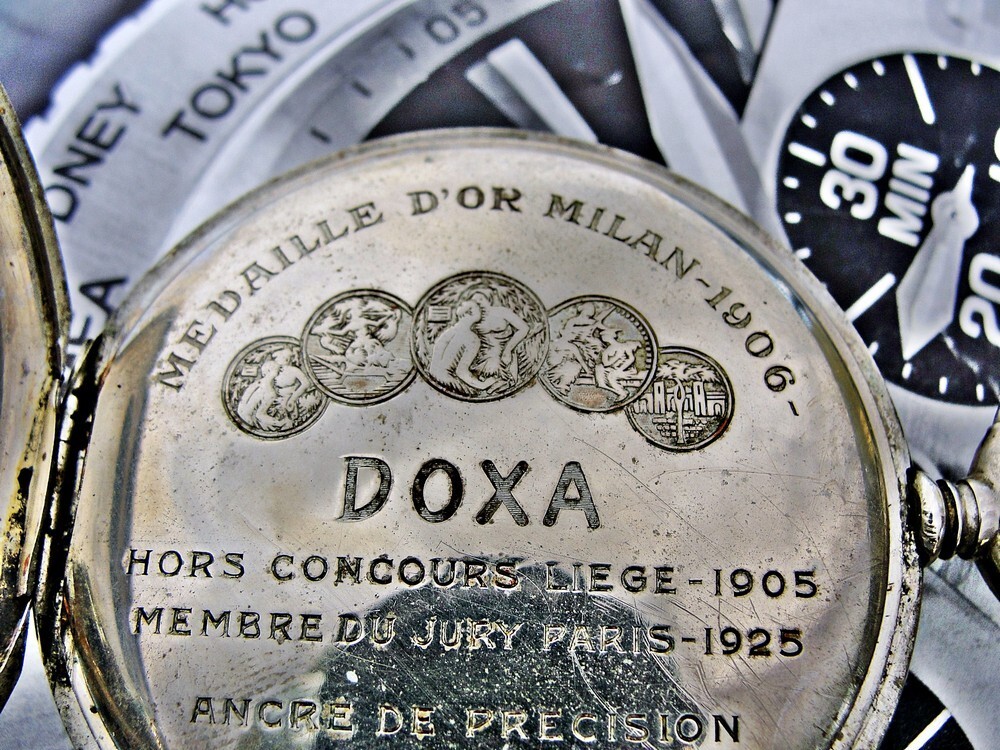 TOKYO
05
30
MIN
20
MEDAILLE D'OR MILAN-1906-
DOXA
HORS CONCOURS LIEGE-1905
MEMBRE DU JURY PARIS-1925
ANCRE DE PRECISION